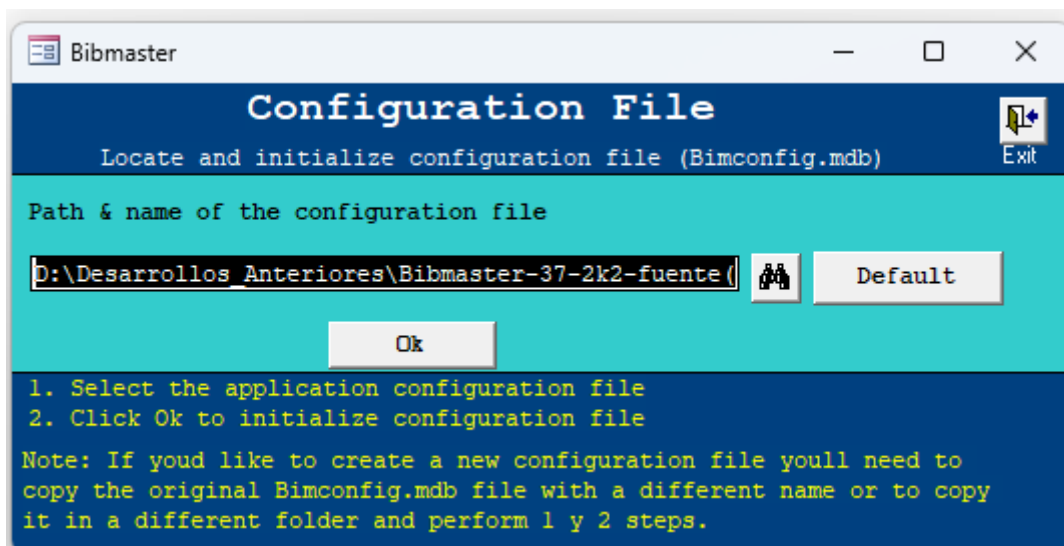 Bibmaster
Configuration File
Locate and initialize configuration file (Bimconfig.mdb)
Exit
Path & name of the configuration file
D:\Desarrollos_Anteriores\Bibmaster-37-2k2-fuente(
Default
Ok
1. Select the application configuration file
2. Click Ok to initialize configuration file
Note: If youd like to create a new configuration file youll need to
copy the original Bimconfig.mdb file with a different name or to copy
it in a different folder and perform 1 y 2 steps.